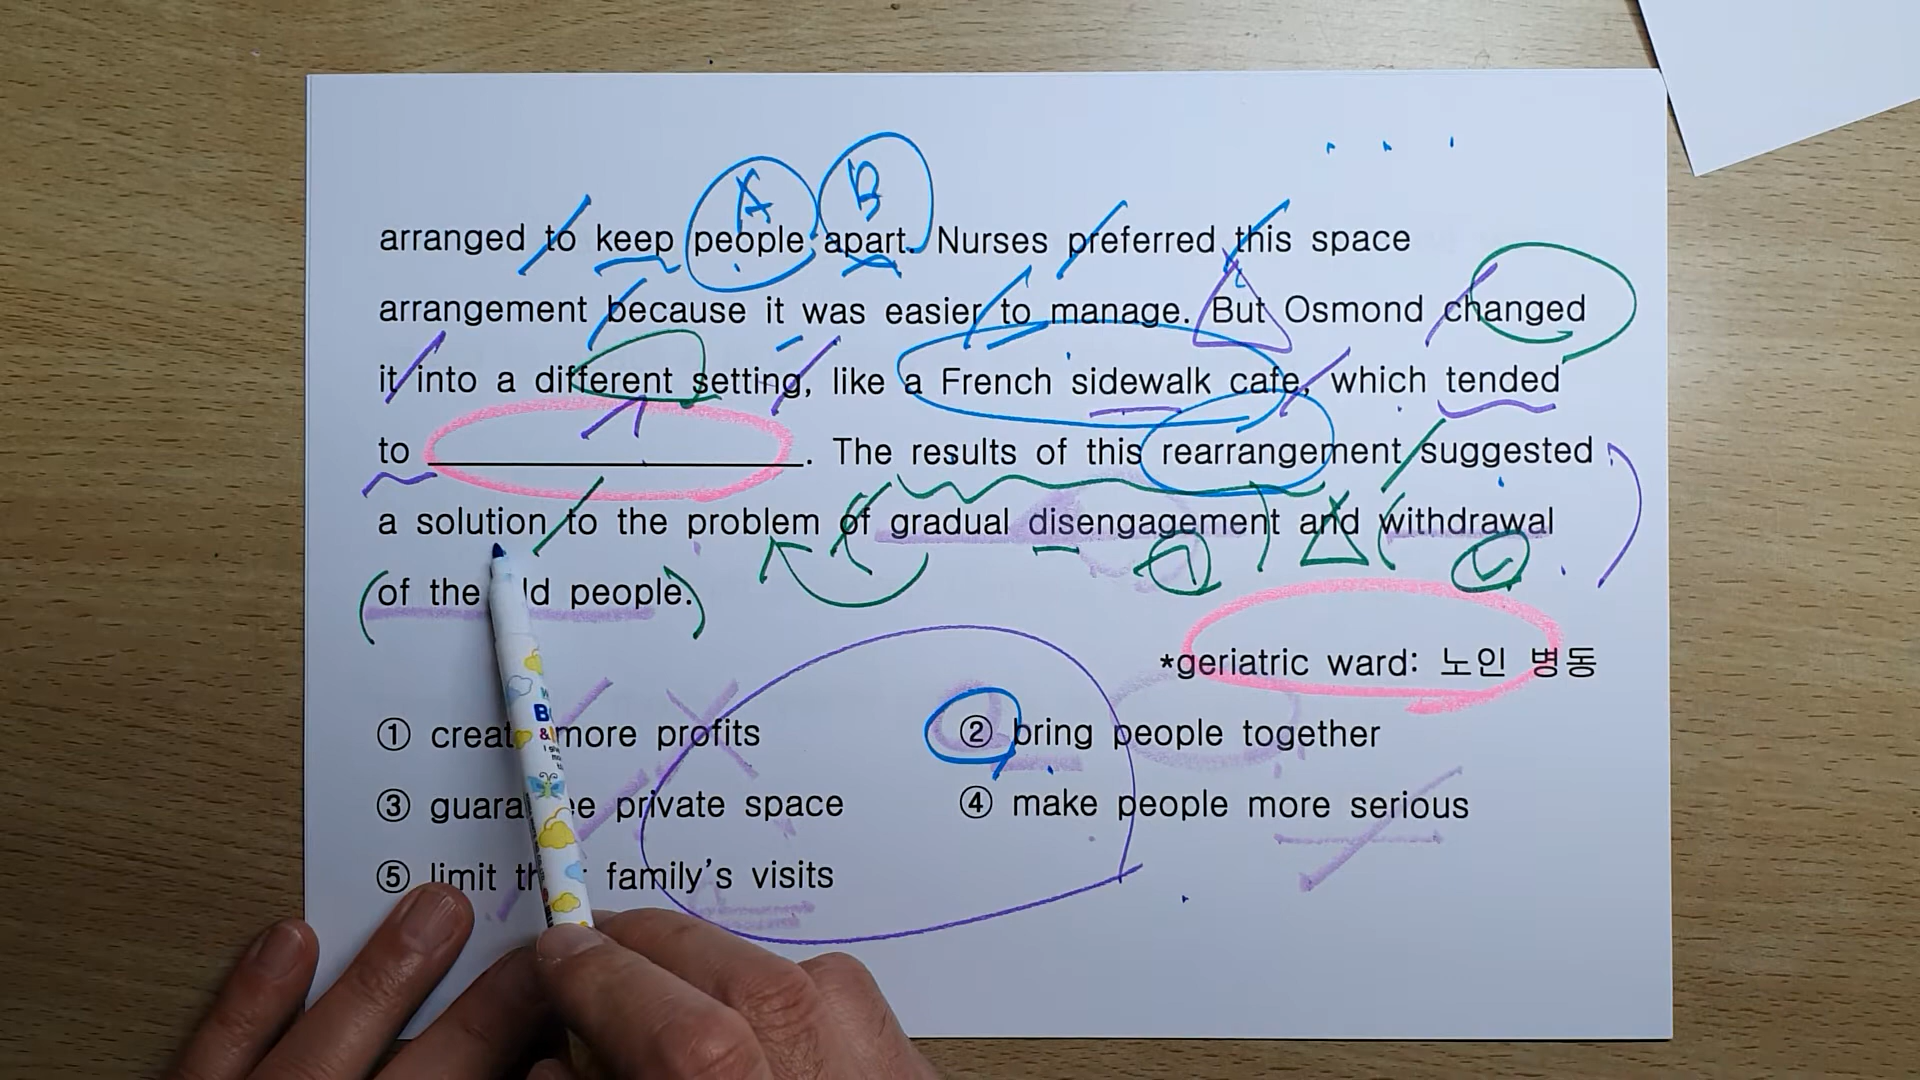 A B
arranged to keep people apart. Nurses preferred this space
arrangement because it was easier to manage. But Osmond changed
it into a different setting, like a French sidewalk cafe, which tended
to ____________________. The results of this rearrangement suggested
a solution to the problem of gradual disengagement and withdrawal
of the people.
*geriatric ward: 노인 병동
① more profits ② bring people together
③ private space ④ make people more serious
⑤ limit family's visits